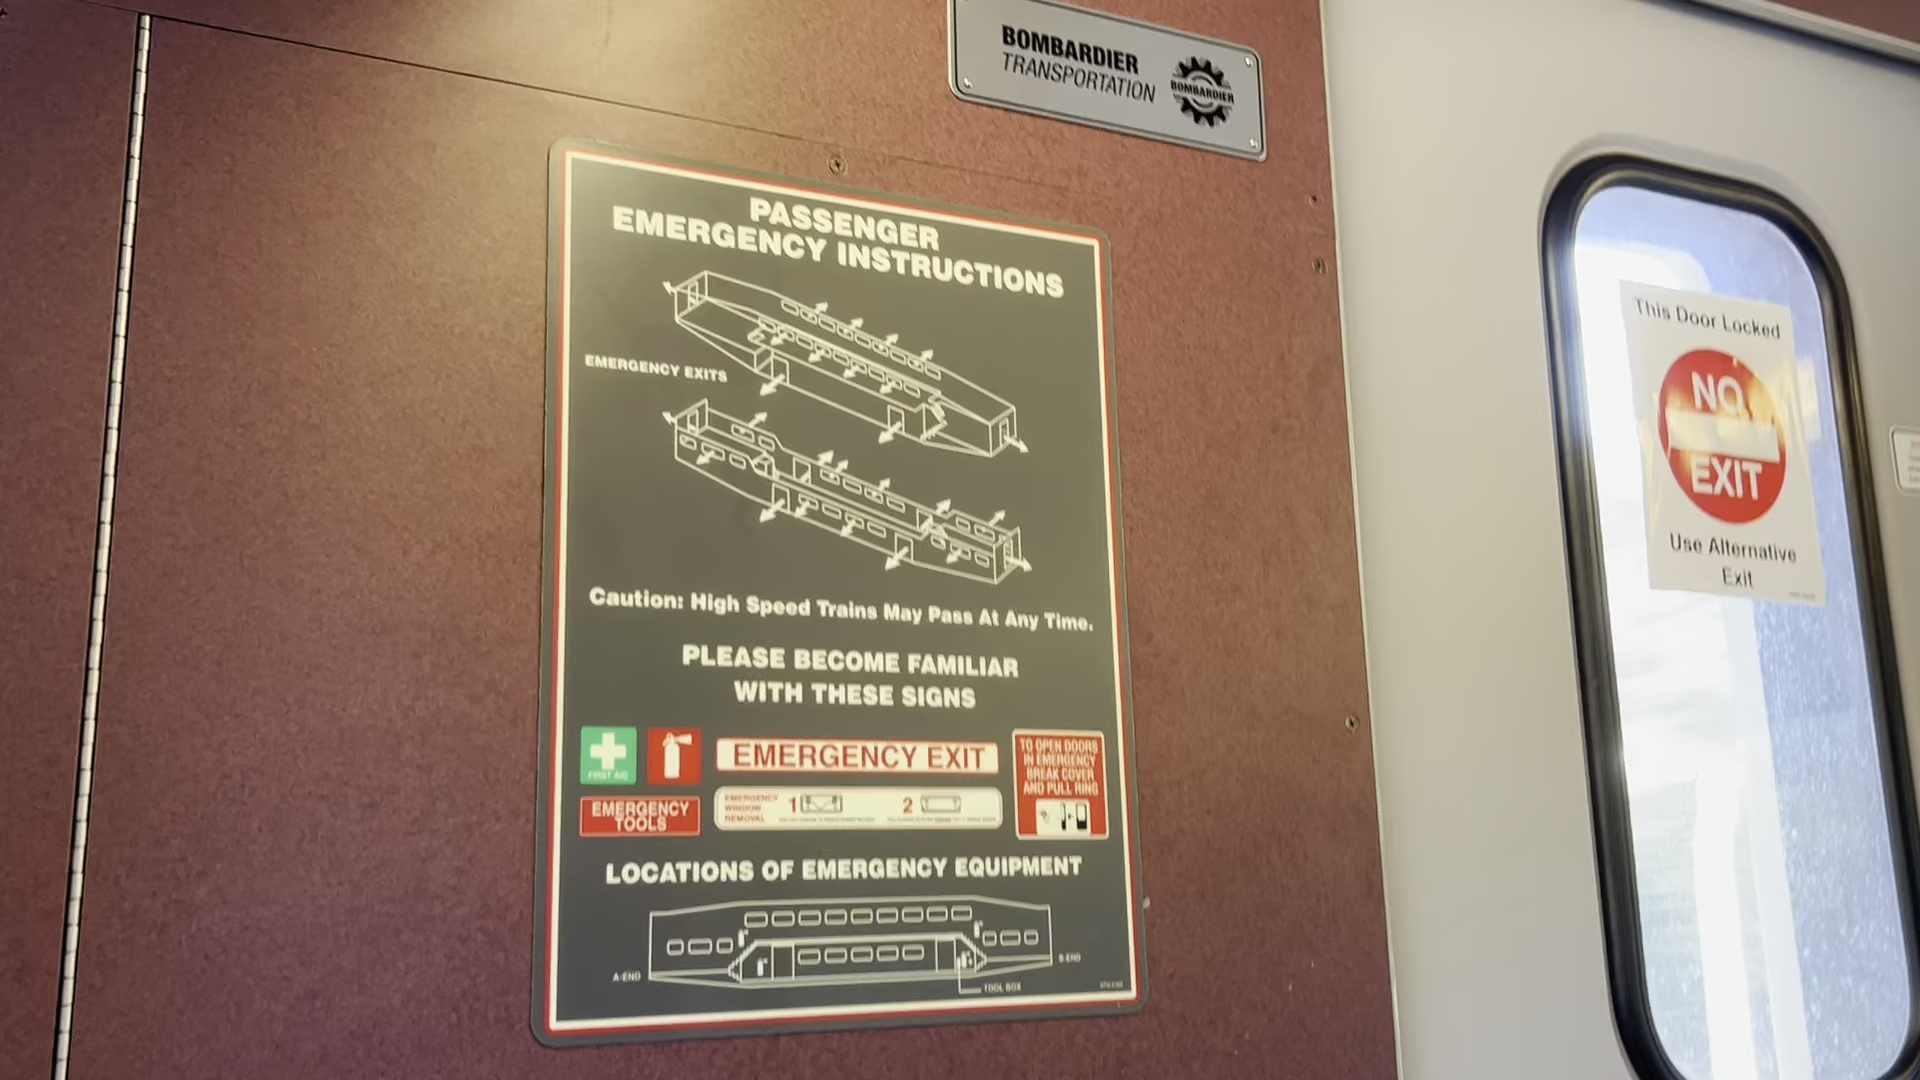 BOMBARDIER
TRANSPORTATION
BOMBARDIER
PASSENGER
EMERGENCY INSTRUCTIONS
EMERGENCY EXITS
Caution: High Speed Trains May Pass At Any Time.
PLEASE BECOME FAMILIAR
WITH THESE SIGNS
FIRST AID
EMERGENCY
TOOLS
EMERGENCY EXIT
EMERGENCY
WINDOW
REMOVAL
1
2
TO OPEN DOORS
IN EMERGENCY
BREAK COVER
AND PULL RING
LOCATIONS OF EMERGENCY EQUIPMENT
A-END
B-END
TOOL BOX
This Door Locked
NO
EXIT
Use Alternative
Exit